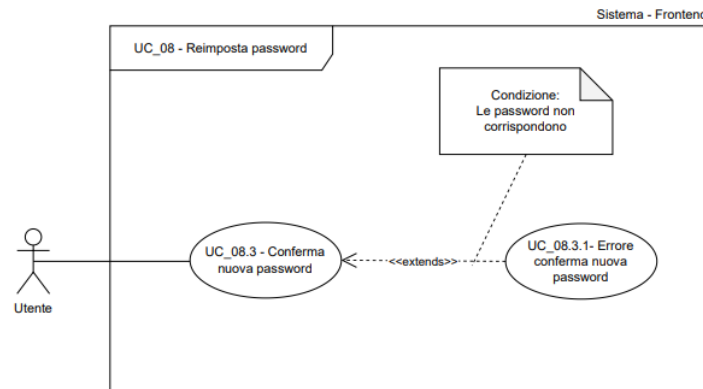 Sistema - Frontend
UC_08 - Reimposta password
Condizione:
Le password non
corrispondono
UC_08.3 - Conferma
nuova password
<<extends>>
UC_08.3.1- Errore
conferma nuova
password
Utente